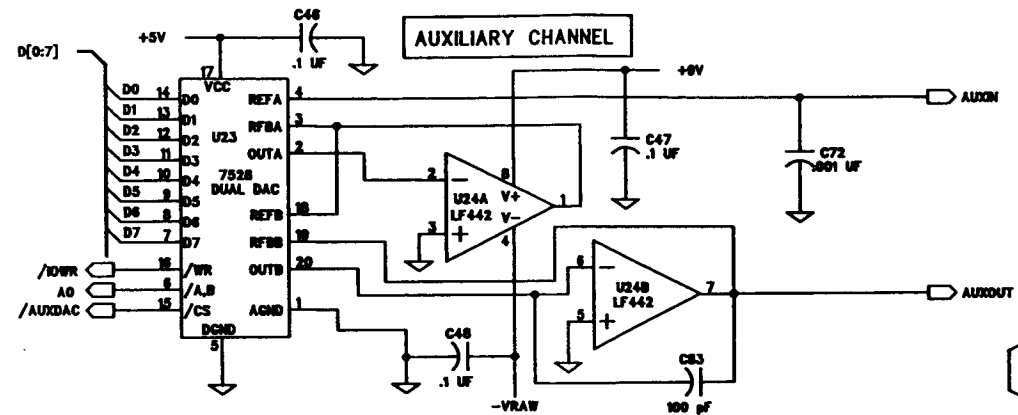 AUXILIARY CHANNEL
C46
.1 UF
+5V
D[0:7]
17
VCC
+9V
D0 14 D0
D1 13 D1
D2 12 D2
D3 11 D3
D4 10 D4
D5 9 D5
D6 8 D6
D7 7 D7
/IOWR 16 /WR
A0 6 /A,B
/AUXDAC 15 /CS
U23
7528
DUAL DAC
REFA 4
RFBA 3
OUTA 2
REFB 18
RFBB 19
OUTB 20
AGND 1
DGND
5
AUXIN
C47
.1 UF
C72
.001 UF
2
3
8
V+
U24A
LF442
V-
4
1
6
5
U24B
LF442
7
AUXOUT
C48
.1 UF
-VRAW
C83
100 pF